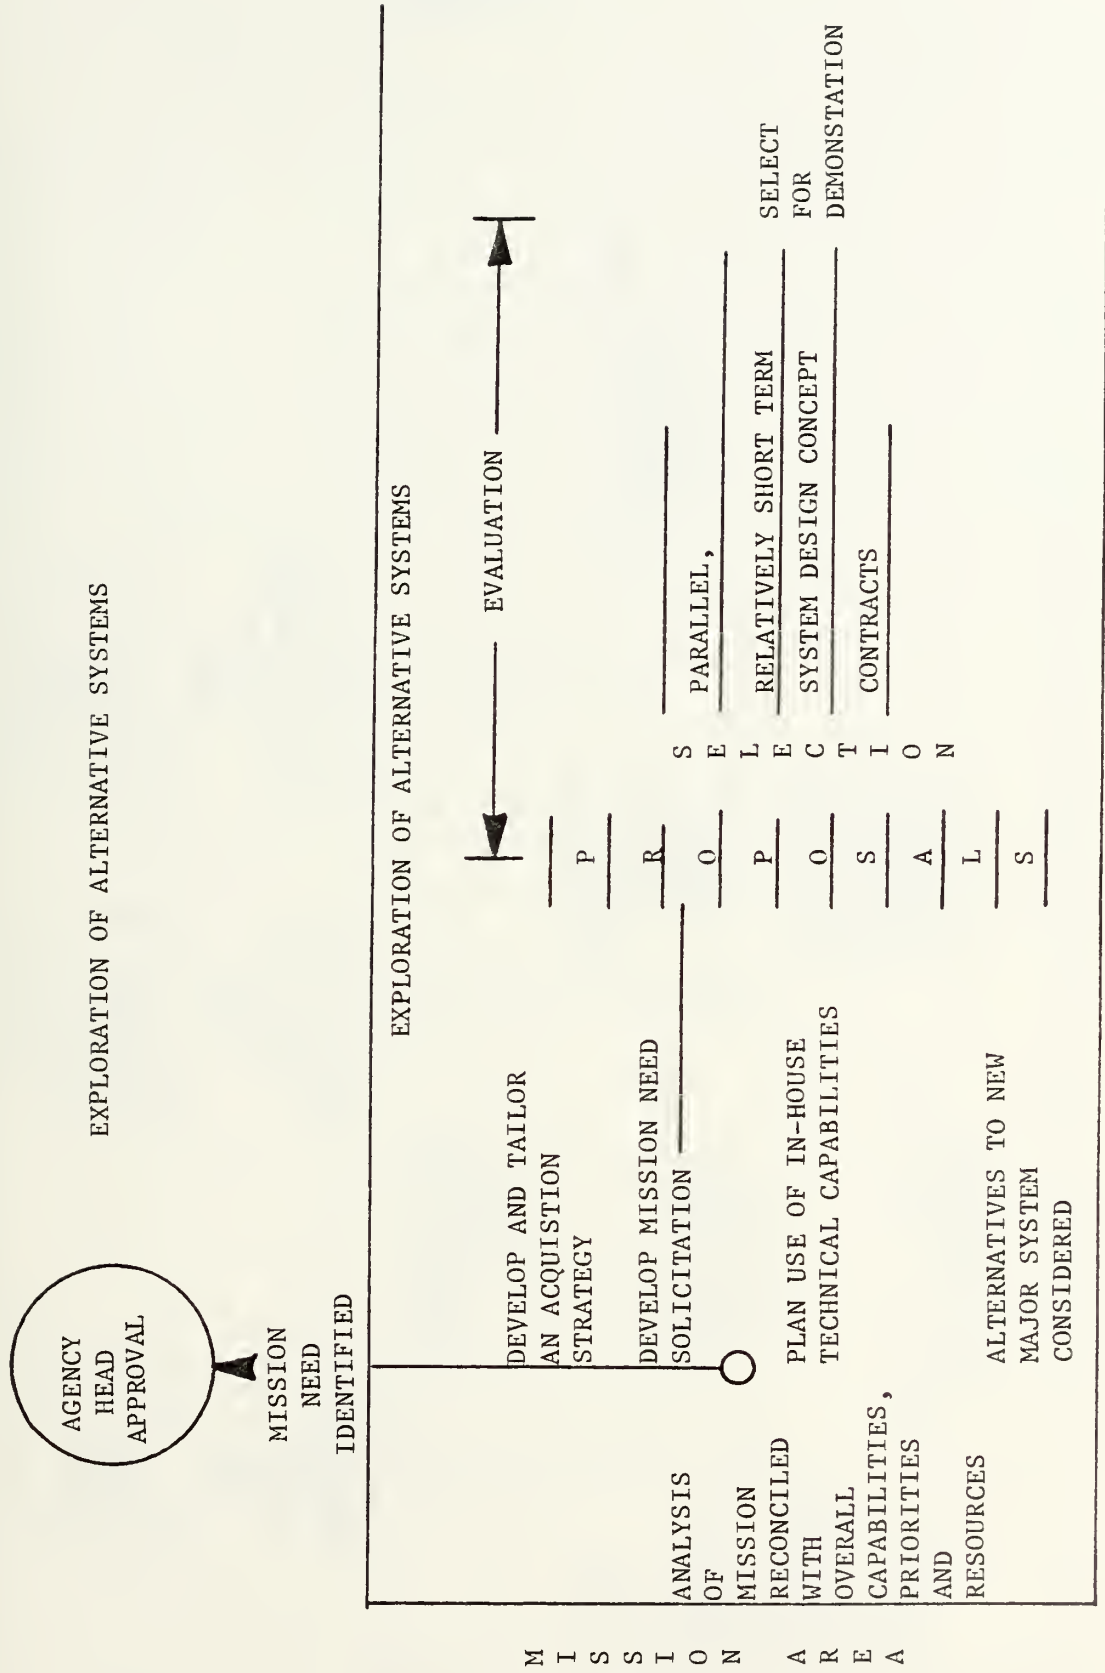 EXPLORATION OF ALTERNATIVE SYSTEMS
AGENCY
HEAD
APPROVAL
MISSION
NEED
IDENTIFIED
EXPLORATION OF ALTERNATIVE SYSTEMS
MISSION AREA
ANALYSIS
OF
MISSION
RECONCILED
WITH
OVERALL
CAPABILITIES,
PRIORITIES
AND
RESOURCES
DEVELOP AND TAILOR
AN ACQUISTION
STRATEGY
DEVELOP MISSION NEED
SOLICITATION
PLAN USE OF IN-HOUSE
TECHNICAL CAPABILITIES
ALTERNATIVES TO NEW
MAJOR SYSTEM
CONSIDERED
PROPOSALS
EVALUATION
SELECTION
PARALLEL,
RELATIVELY SHORT TERM
SYSTEM DESIGN CONCEPT
CONTRACTS
SELECT
FOR
DEMONSTATION